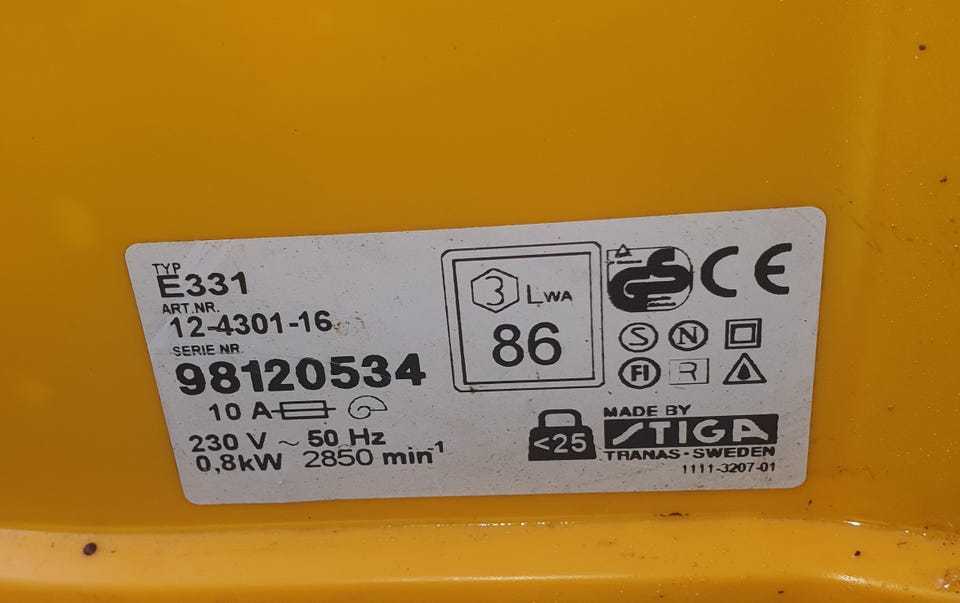 TYP
E331
ART.NR.
12-4301-16
SERIE NR
98120534
10 A
230 V ~ 50 Hz
0,8kW 2850 min-1
3 LWA
86
GS CE
S N
FI R
<25
MADE BY
STIGA
TRANAS - SWEDEN
1111-3207-01